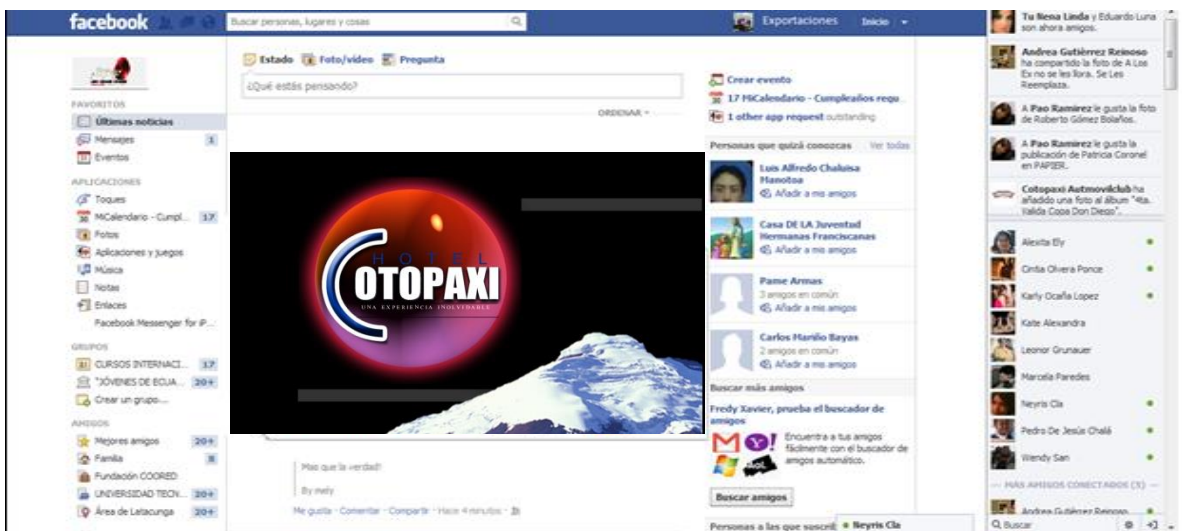 facebook
Buscar personas, lugares y cosas
Exportaciones
Inicio
Estado
Foto/vídeo
Pregunta
¿Qué estás pensando?
ORDENAR
FAVORITOS
Últimas noticias
Mensajes 1
Eventos
APLICACIONES
Toques
MiCalendario - Cumpl... 17
Fotos
Aplicaciones y juegos
Música
Notas
Enlaces
Facebook Messenger for iP...
GRUPOS
CURSOS INTERNACI... 17
"JÓVENES DE ECUA... 20+
Crear un grupo...
AMIGOS
Mejores amigos 20+
Familia
Fundación COORED
UNIVERSIDAD TECN... 20+
Área de Latacunga 20+
HOTEL
COTOPAXI
UNA EXPERIENCIA INOLVIDABLE
Mas que la verdad!
By mely
Me gusta · Comentar · Compartir · Hace 4 minutos ·
Crear evento
17 MiCalendario - Cumpleaños requ...
1 other app request outstanding
Personas que quizá conozcas Ver todas
Luis Alfredo Chaluisa
Manotoa
Añadir a mis amigos
Casa DE LA Juventud
Hermanas Franciscanas
Añadir a mis amigos
Pame Armas
3 amigos en común
Añadir a mis amigos
Carlos Manilo Bayas
2 amigos en común
Añadir a mis amigos
Buscar más amigos
Fredy Xavier, prueba el buscador de
amigos
Encuentra a tus amigos
fácilmente con el buscador de
amigos automático.
Buscar amigos
Personas a las que suscrib
Neyris Cla
Tu Nena Linda y Eduardo Luna
son ahora amigos.
Andrea Gutiérrez Reinoso
ha compartido la foto de A Los
Ex no se les llora. Se Les
Reemplaza.
A Pao Ramirez le gusta la foto
de Roberto Gómez Bolaños.
A Pao Ramirez le gusta la
publicación de Patricia Coronel
en PAPIER.
Cotopaxi Autmovilclub ha
añadido una foto al álbum "4ta.
Valida Copa Don Diego".
Alexita Ely
Cintia Olvera Ponce
Karly Ocaña Lopez
Kate Alexandra
Leonor Grunauer
Marcela Paredes
Neyris Cla
Pedro De Jesús Chalá
Wendy San
MÁS AMIGOS CONECTADOS (5)
Andrea Gutiérrez Reinoso
Buscar